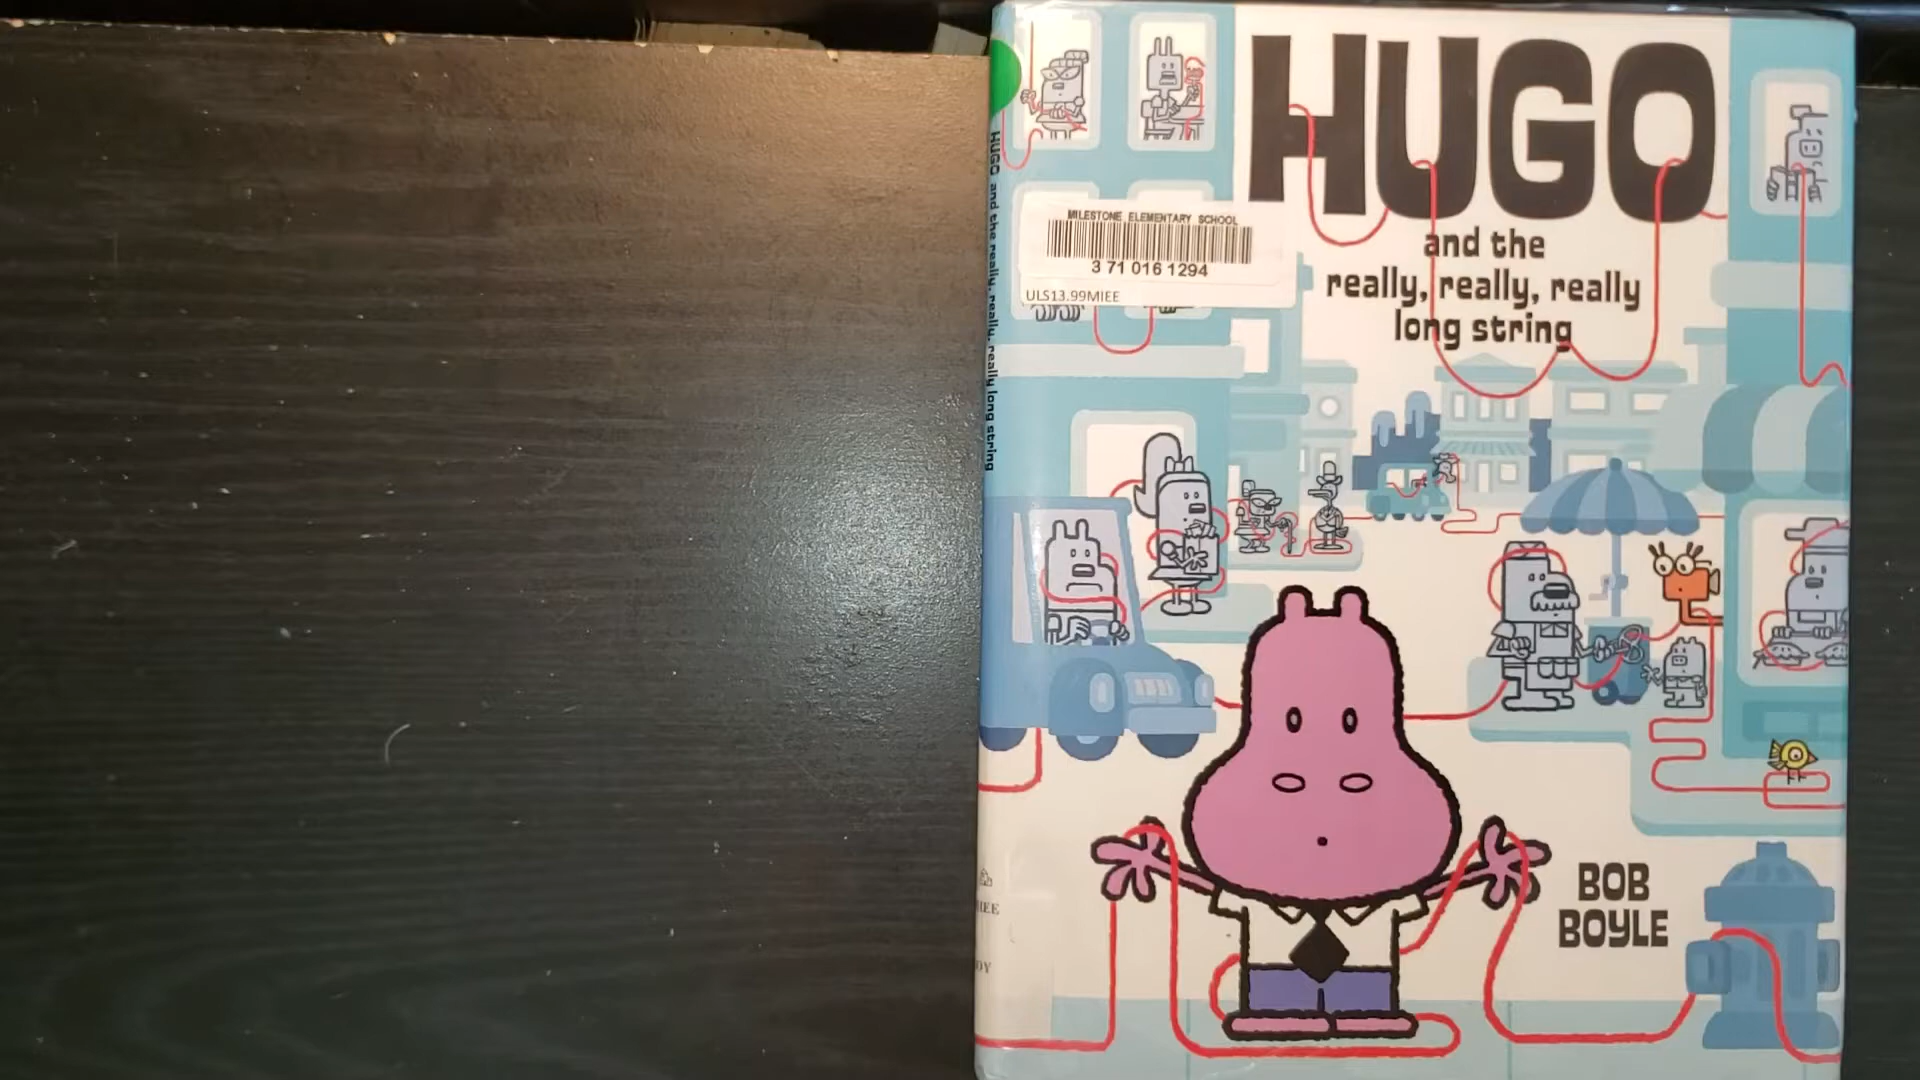 HUGO
and the
really, really, really
long string
MILESTONE ELEMENTARY SCHOOL
3 71 016 1294
ULS13.99MIEE
HUGO and the really, really, really long string
BOB
BOYLE